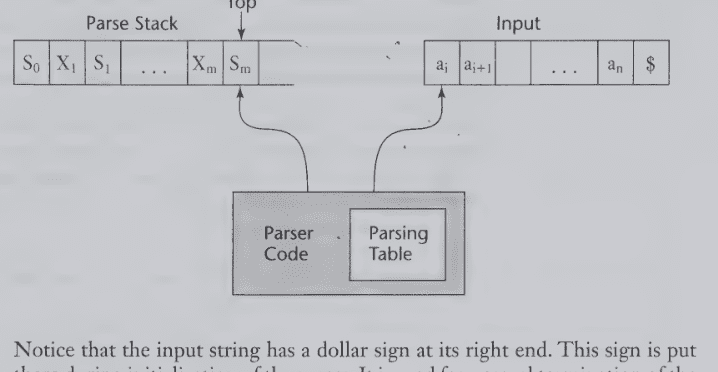 Top
Parse Stack
Input
S0 X1 S1 ... Xm Sm
ai ai+1 ... an $
Parser Code
Parsing Table
Notice that the input string has a dollar sign at its right end. This sign is put